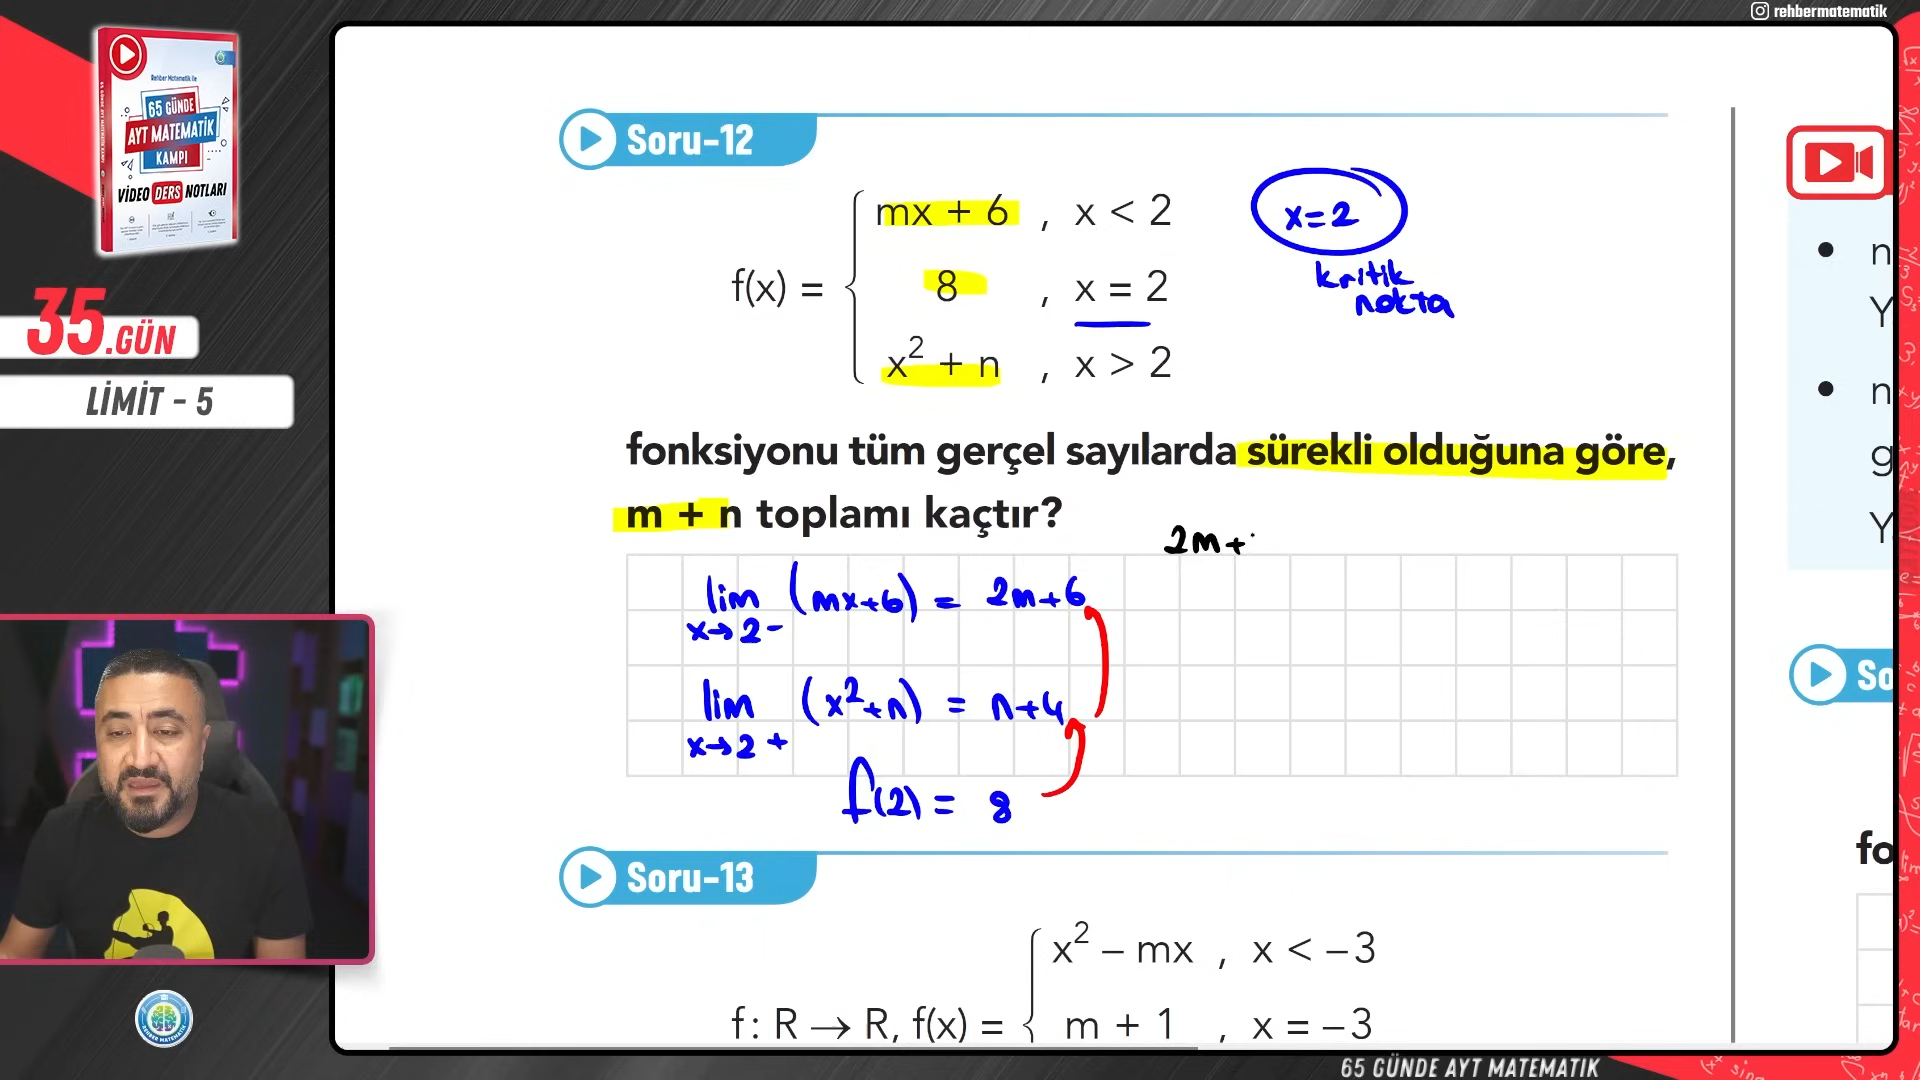 rehbermatematik
Rehber Matematik ile
65 GÜNDE
AYT MATEMATİK
KAMPI
VİDEO DERS NOTLARI
35.GÜN
LİMİT - 5
Soru-12
f(x) =
mx + 6 , x < 2
8 , x = 2
x² + n , x > 2
x=2
kritik
nokta
fonksiyonu tüm gerçel sayılarda sürekli olduğuna göre,
m + n toplamı kaçtır?
2m+
lim (mx+6) = 2m+6
x→2-
lim (x²+n) = n+4
x→2+
f(2) = 8
Soru-13
x² – mx , x < –3
f: R → R, f(x) = m + 1 , x = –3
n
Y
n
g
Y
So
fo
65 GÜNDE AYT MATEMATİK